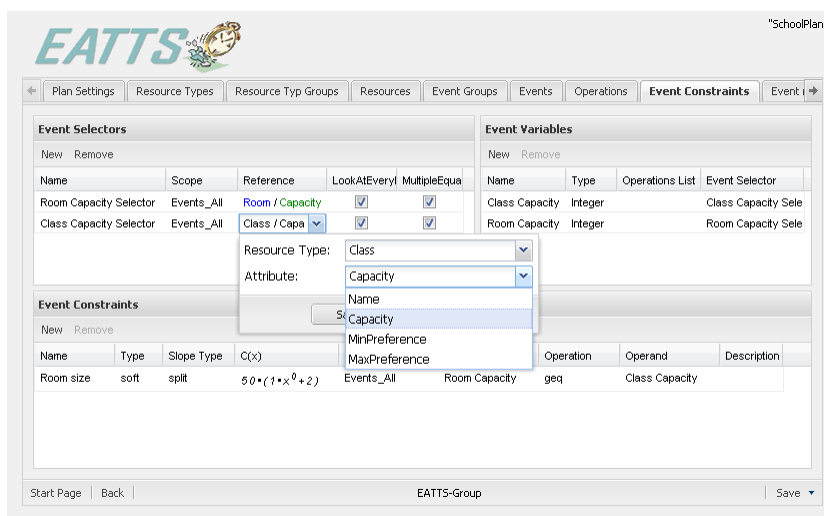 "SchoolPlan
EATTS
Plan Settings Resource Types Resource Typ Groups Resources Event Groups Events Operations Event Constraints Event
Event Selectors
New Remove
Name Scope Reference LookAtEveryl MultipleEqua
Room Capacity Selector Events_All Room / Capacity
Class Capacity Selector Events_All Class / Capa
Event Variables
New Remove
Name Type Operations List Event Selector
Class Capacity Integer Class Capacity Sele
Room Capacity Integer Room Capacity Sele
Resource Type: Class
Attribute: Capacity
Name
Capacity
MinPreference
MaxPreference
Event Constraints
New Remove
Name Type Slope Type C(x) Operation Operand Description
Room size soft split 50*(1*x^0+2) Events_All Room Capacity geq Class Capacity
Start Page Back EATTS-Group Save